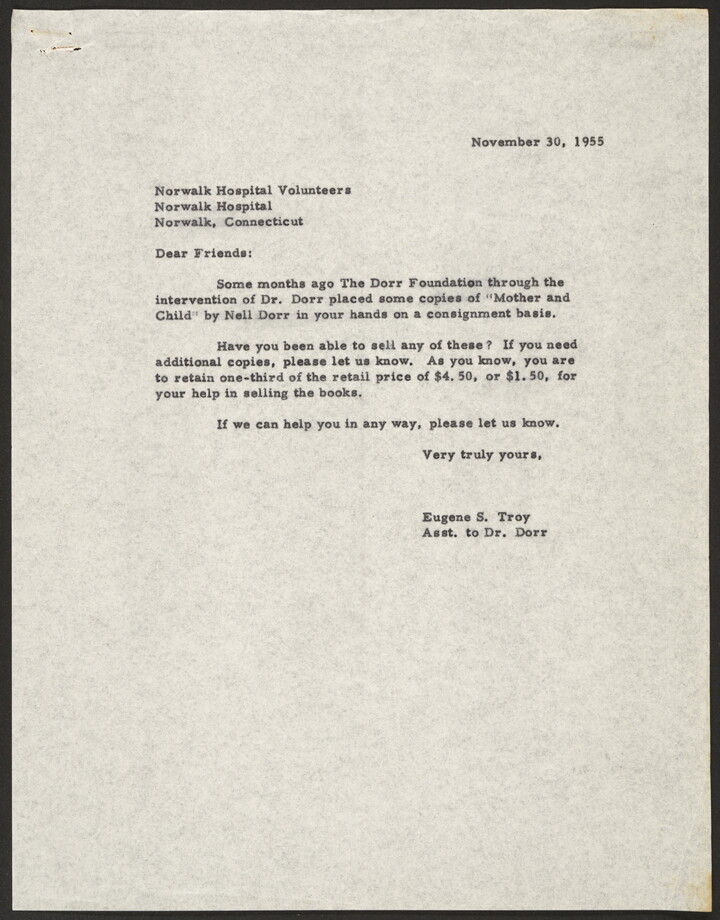 November 30, 1955
Norwalk Hospital Volunteers
Norwalk Hospital
Norwalk, Connecticut
Dear Friends:
Some months ago The Dorr Foundation through the
intervention of Dr. Dorr placed some copies of "Mother and
Child" by Nell Dorr in your hands on a consignment basis.
Have you been able to sell any of these? If you need
additional copies, please let us know. As you know, you are
to retain one-third of the retail price of $4.50, or $1.50, for
your help in selling the books.
If we can help you in any way, please let us know.
Very truly yours,
Eugene S. Troy
Asst. to Dr. Dorr